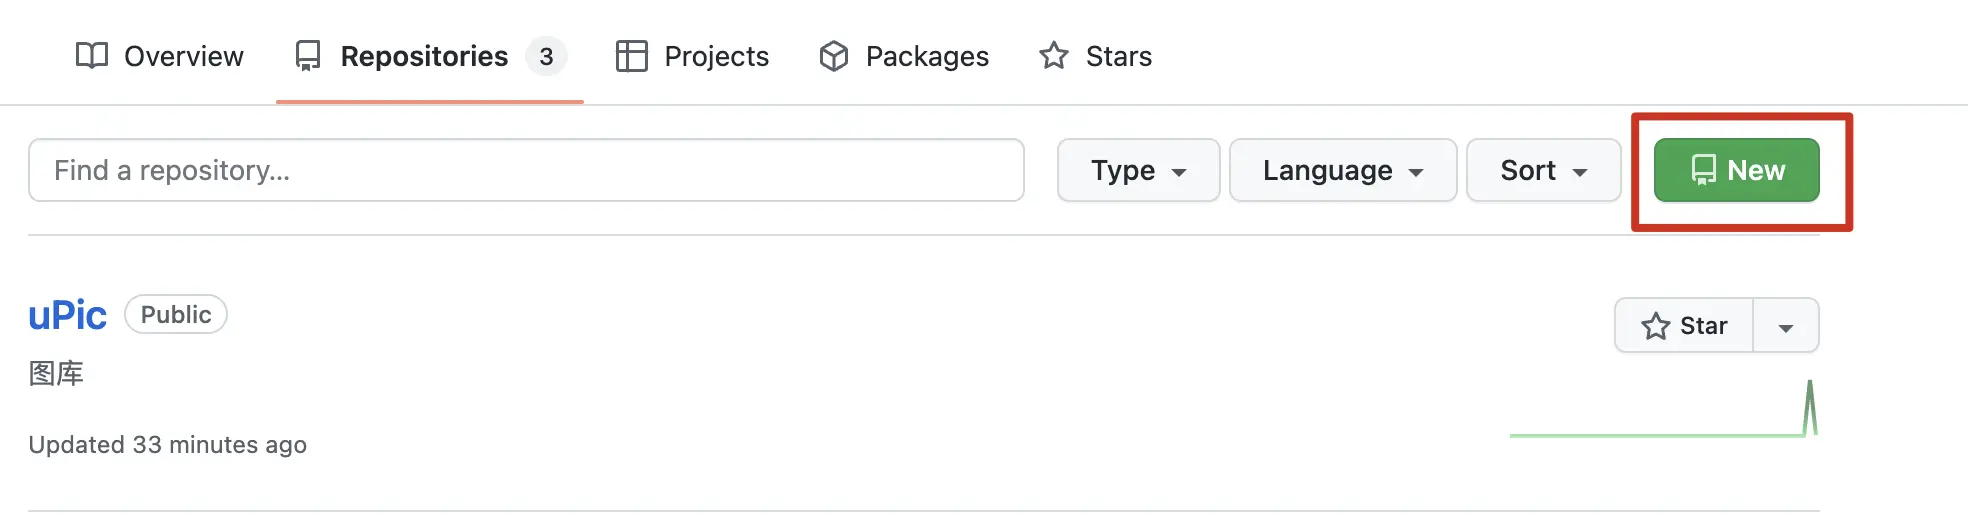 Overview Repositories 3 Projects Packages Stars
Find a repository... Type Language Sort New
uPic Public Star
图库
Updated 33 minutes ago